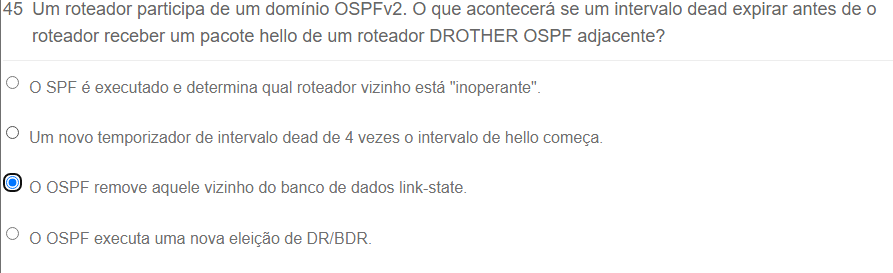 45 Um roteador participa de um domínio OSPFv2. O que acontecerá se um intervalo dead expirar antes de o
roteador receber um pacote hello de um roteador DROTHER OSPF adjacente?
O SPF é executado e determina qual roteador vizinho está "inoperante".
Um novo temporizador de intervalo dead de 4 vezes o intervalo de hello começa.
O OSPF remove aquele vizinho do banco de dados link-state.
O OSPF executa uma nova eleição de DR/BDR.